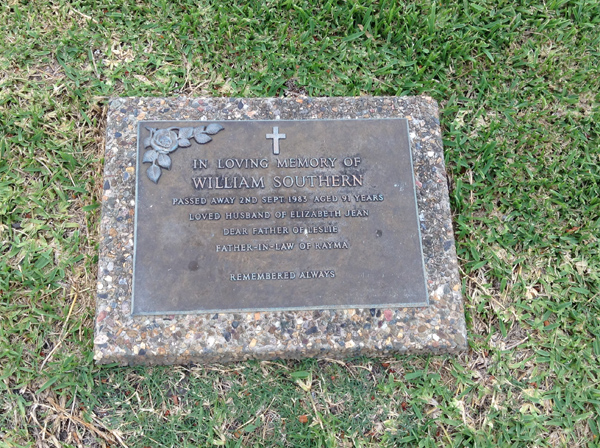 IN LOVING MEMORY OF
WILLIAM SOUTHERN
PASSED AWAY 2ND SEPT 1983 AGED 91 YEARS
LOVED HUSBAND OF ELIZABETH JEAN
DEAR FATHER OF LESLIE
FATHER-IN-LAW OF RAYMA
REMEMBERED ALWAYS